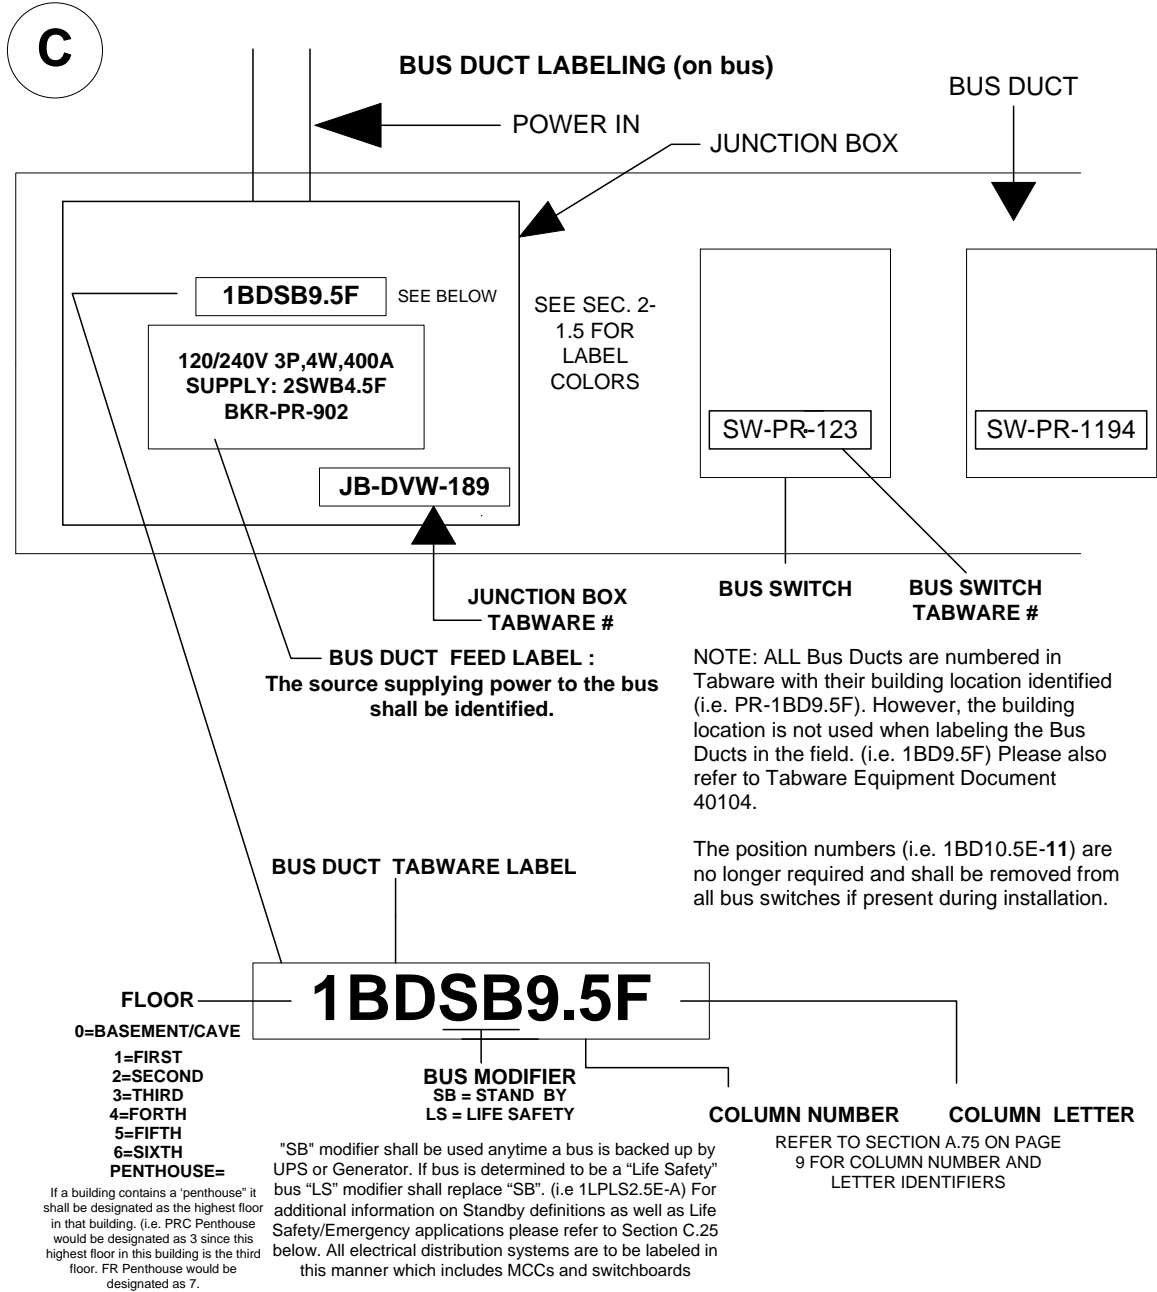 C
BUS DUCT LABELING (on bus)
BUS DUCT
POWER IN
JUNCTION BOX
1BDSB9.5F
SEE BELOW
120/240V 3P,4W,400A
SUPPLY: 2SWB4.5F
BKR-PR-902
JB-DVW-189
SEE SEC. 2-
1.5 FOR
LABEL
COLORS
SW-PR-123
SW-PR-1194
JUNCTION BOX
TABWARE #
BUS SWITCH
BUS SWITCH
TABWARE #
BUS DUCT FEED LABEL :
The source supplying power to the bus
shall be identified.
NOTE: ALL Bus Ducts are numbered in
Tabware with their building location identified
(i.e. PR-1BD9.5F). However, the building
location is not used when labeling the Bus
Ducts in the field. (i.e. 1BD9.5F) Please also
refer to Tabware Equipment Document
40104.
The position numbers (i.e. 1BD10.5E-11) are
no longer required and shall be removed from
all bus switches if present during installation.
BUS DUCT TABWARE LABEL
1BDSB9.5F
FLOOR
0=BASEMENT/CAVE
1=FIRST
2=SECOND
3=THIRD
4=FORTH
5=FIFTH
6=SIXTH
PENTHOUSE=
If a building contains a 'penthouse" it
shall be designated as the highest floor
in that building. (i.e. PRC Penthouse
would be designated as 3 since this
highest floor in this building is the third
floor. FR Penthouse would be
designated as 7.
BUS MODIFIER
SB = STAND BY
LS = LIFE SAFETY
"SB" modifier shall be used anytime a bus is backed up by
UPS or Generator. If bus is determined to be a “Life Safety”
bus “LS” modifier shall replace “SB”. (i.e 1LPLS2.5E-A) For
additional information on Standby definitions as well as Life
Safety/Emergency applications please refer to Section C.25
below. All electrical distribution systems are to be labeled in
this manner which includes MCCs and switchboards
COLUMN NUMBER
COLUMN LETTER
REFER TO SECTION A.75 ON PAGE
9 FOR COLUMN NUMBER AND
LETTER IDENTIFIERS